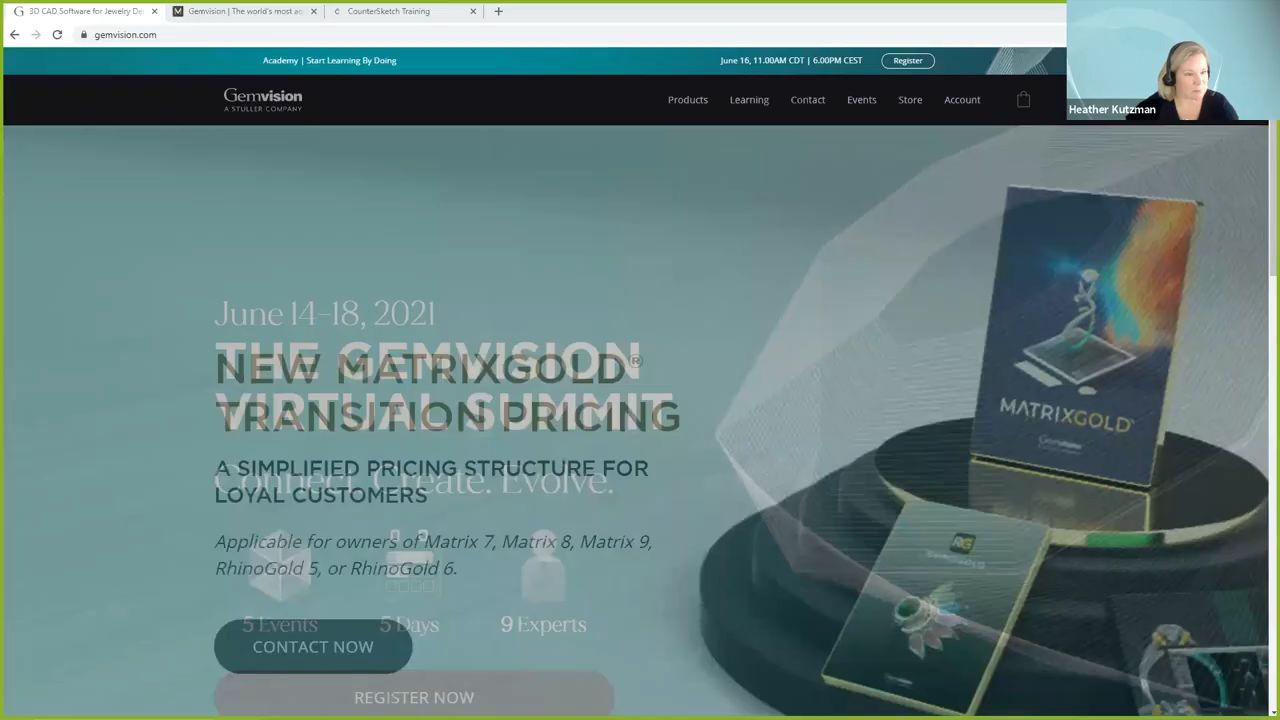 3D CAD Software for Jewelry De
Gemvision | The world's most ac
CounterSketch Training
gemvision.com
Academy | Start Learning By Doing
June 16, 11.00AM CDT | 6.00PM CEST
Register
Gemvision
A STULLER COMPANY
Products
Learning
Contact
Events
Store
Account
Heather Kutzman
June 14-18, 2021
THE GEMVISION
VIRTUAL SUMMIT
Connect. Create. Evolve.
5 Events
5 Days
9 Experts
REGISTER NOW
NEW MATRIXGOLD®
TRANSITION PRICING
A SIMPLIFIED PRICING STRUCTURE FOR
LOYAL CUSTOMERS
Applicable for owners of Matrix 7, Matrix 8, Matrix 9,
RhinoGold 5, or RhinoGold 6.
CONTACT NOW
MATRIXGOLD
Gemvision
RG